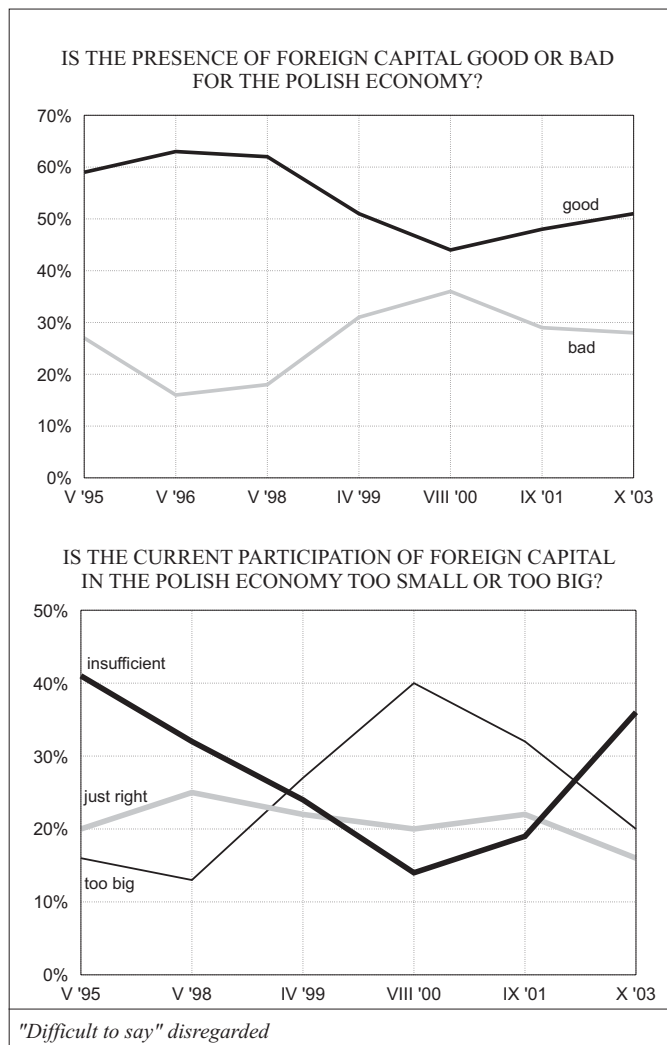 IS THE PRESENCE OF FOREIGN CAPITAL GOOD OR BAD
FOR THE POLISH ECONOMY?
70%
60%
50%
40%
30%
20%
10%
0%
good
bad
V '95 V '96 V '98 IV '99 VIII '00 IX '01 X '03
IS THE CURRENT PARTICIPATION OF FOREIGN CAPITAL
IN THE POLISH ECONOMY TOO SMALL OR TOO BIG?
50%
40%
30%
20%
10%
0%
insufficient
just right
too big
V '95 V '98 IV '99 VIII '00 IX '01 X '03
"Difficult to say" disregarded